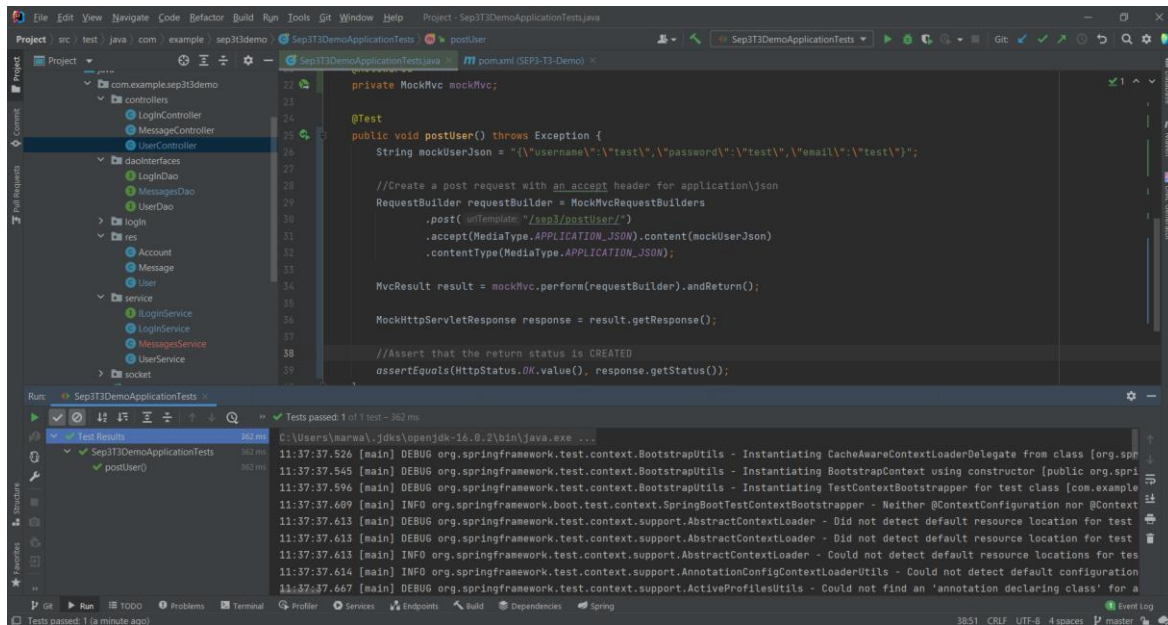 File Edit View Navigate Code Refactor Build Run Tools Git Window Help Project - Sep3T3DemoApplicationTests.java
Project src test java com example sep3t3demo Sep3T3DemoApplicationTests postUser Sep3T3DemoApplicationTests Git:
Project Sep3T3DemoApplicationTests.java pom.xml (SEP3-T3-Demo)
com.example.sep3t3demo
controllers
LogInController
MessageController
UserController
daoInterfaces
LogInDao
MessagesDao
UserDao
logIn
res
Account
Message
User
service
ILoginService
LogInService
MessagesService
UserService
socket
22 private MockMvc mockMvc;
23
24 @Test
25 public void postUser() throws Exception {
26 String mockUserJson = "{\"username\":\"test\",\"password\":\"test\",\"email\":\"test\"}";
27
28 //Create a post request with an accept header for application\json
29 RequestBuilder requestBuilder = MockMvcRequestBuilders
30 .post( urlTemplate: "/sep3/postUser/")
31 .accept(MediaType.APPLICATION_JSON).content(mockUserJson)
32 .contentType(MediaType.APPLICATION_JSON);
33
34 MvcResult result = mockMvc.perform(requestBuilder).andReturn();
35
36 MockHttpServletResponse response = result.getResponse();
37
38 //Assert that the return status is CREATED
39 assertEquals(HttpStatus.OK.value(), response.getStatus());
1
Project
Commit
Pull Requests
Structure
Favorites
Run: Sep3T3DemoApplicationTests
Tests passed: 1 of 1 test – 362 ms
Test Results 362 ms
Sep3T3DemoApplicationTests 362 ms
postUser() 362 ms
C:\Users\marwa\.jdks\openjdk-16.0.2\bin\java.exe ...
11:37:37.526 [main] DEBUG org.springframework.test.context.BootstrapUtils - Instantiating CacheAwareContextLoaderDelegate from class [org.spr
11:37:37.545 [main] DEBUG org.springframework.test.context.BootstrapUtils - Instantiating BootstrapContext using constructor [public org.spri
11:37:37.596 [main] DEBUG org.springframework.test.context.BootstrapUtils - Instantiating TestContextBootstrapper for test class [com.example
11:37:37.609 [main] INFO org.springframework.boot.test.context.SpringBootTestContextBootstrapper - Neither @ContextConfiguration nor @Context
11:37:37.613 [main] DEBUG org.springframework.test.context.support.AbstractContextLoader - Did not detect default resource location for test
11:37:37.613 [main] DEBUG org.springframework.test.context.support.AbstractContextLoader - Did not detect default resource location for test
11:37:37.613 [main] INFO org.springframework.test.context.support.AbstractContextLoader - Could not detect default resource locations for tes
11:37:37.614 [main] INFO org.springframework.test.context.support.AnnotationConfigContextLoaderUtils - Could not detect default configuration
11:37:37.667 [main] DEBUG org.springframework.test.context.support.ActiveProfilesUtils - Could not find an 'annotation declaring class' for a
Git Run TODO Problems Terminal Profiler Services Endpoints Build Dependencies Spring Event Log
Tests passed: 1 (a minute ago) 38:51 CRLF UTF-8 4 spaces master